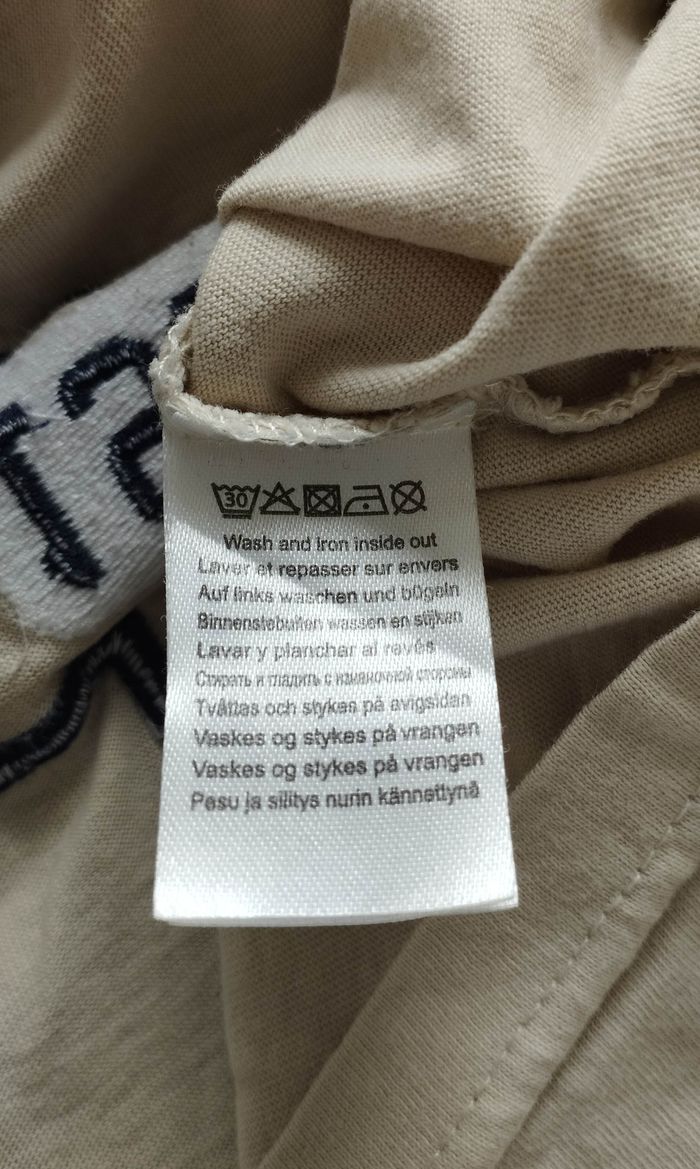 30
Wash and iron inside out
Laver et repasser sur envers
Auf links waschen und bügeln
Binnenstebuiten wassen en stijken
Lavar y planchar al revés
Стирать и гладить с изнаночной стороны
Tvättas och stykes på avigsidan
Vaskes og stykes på vrangen
Vaskes og stykes på vrangen
Pesu ja silitys nurin kännettynä